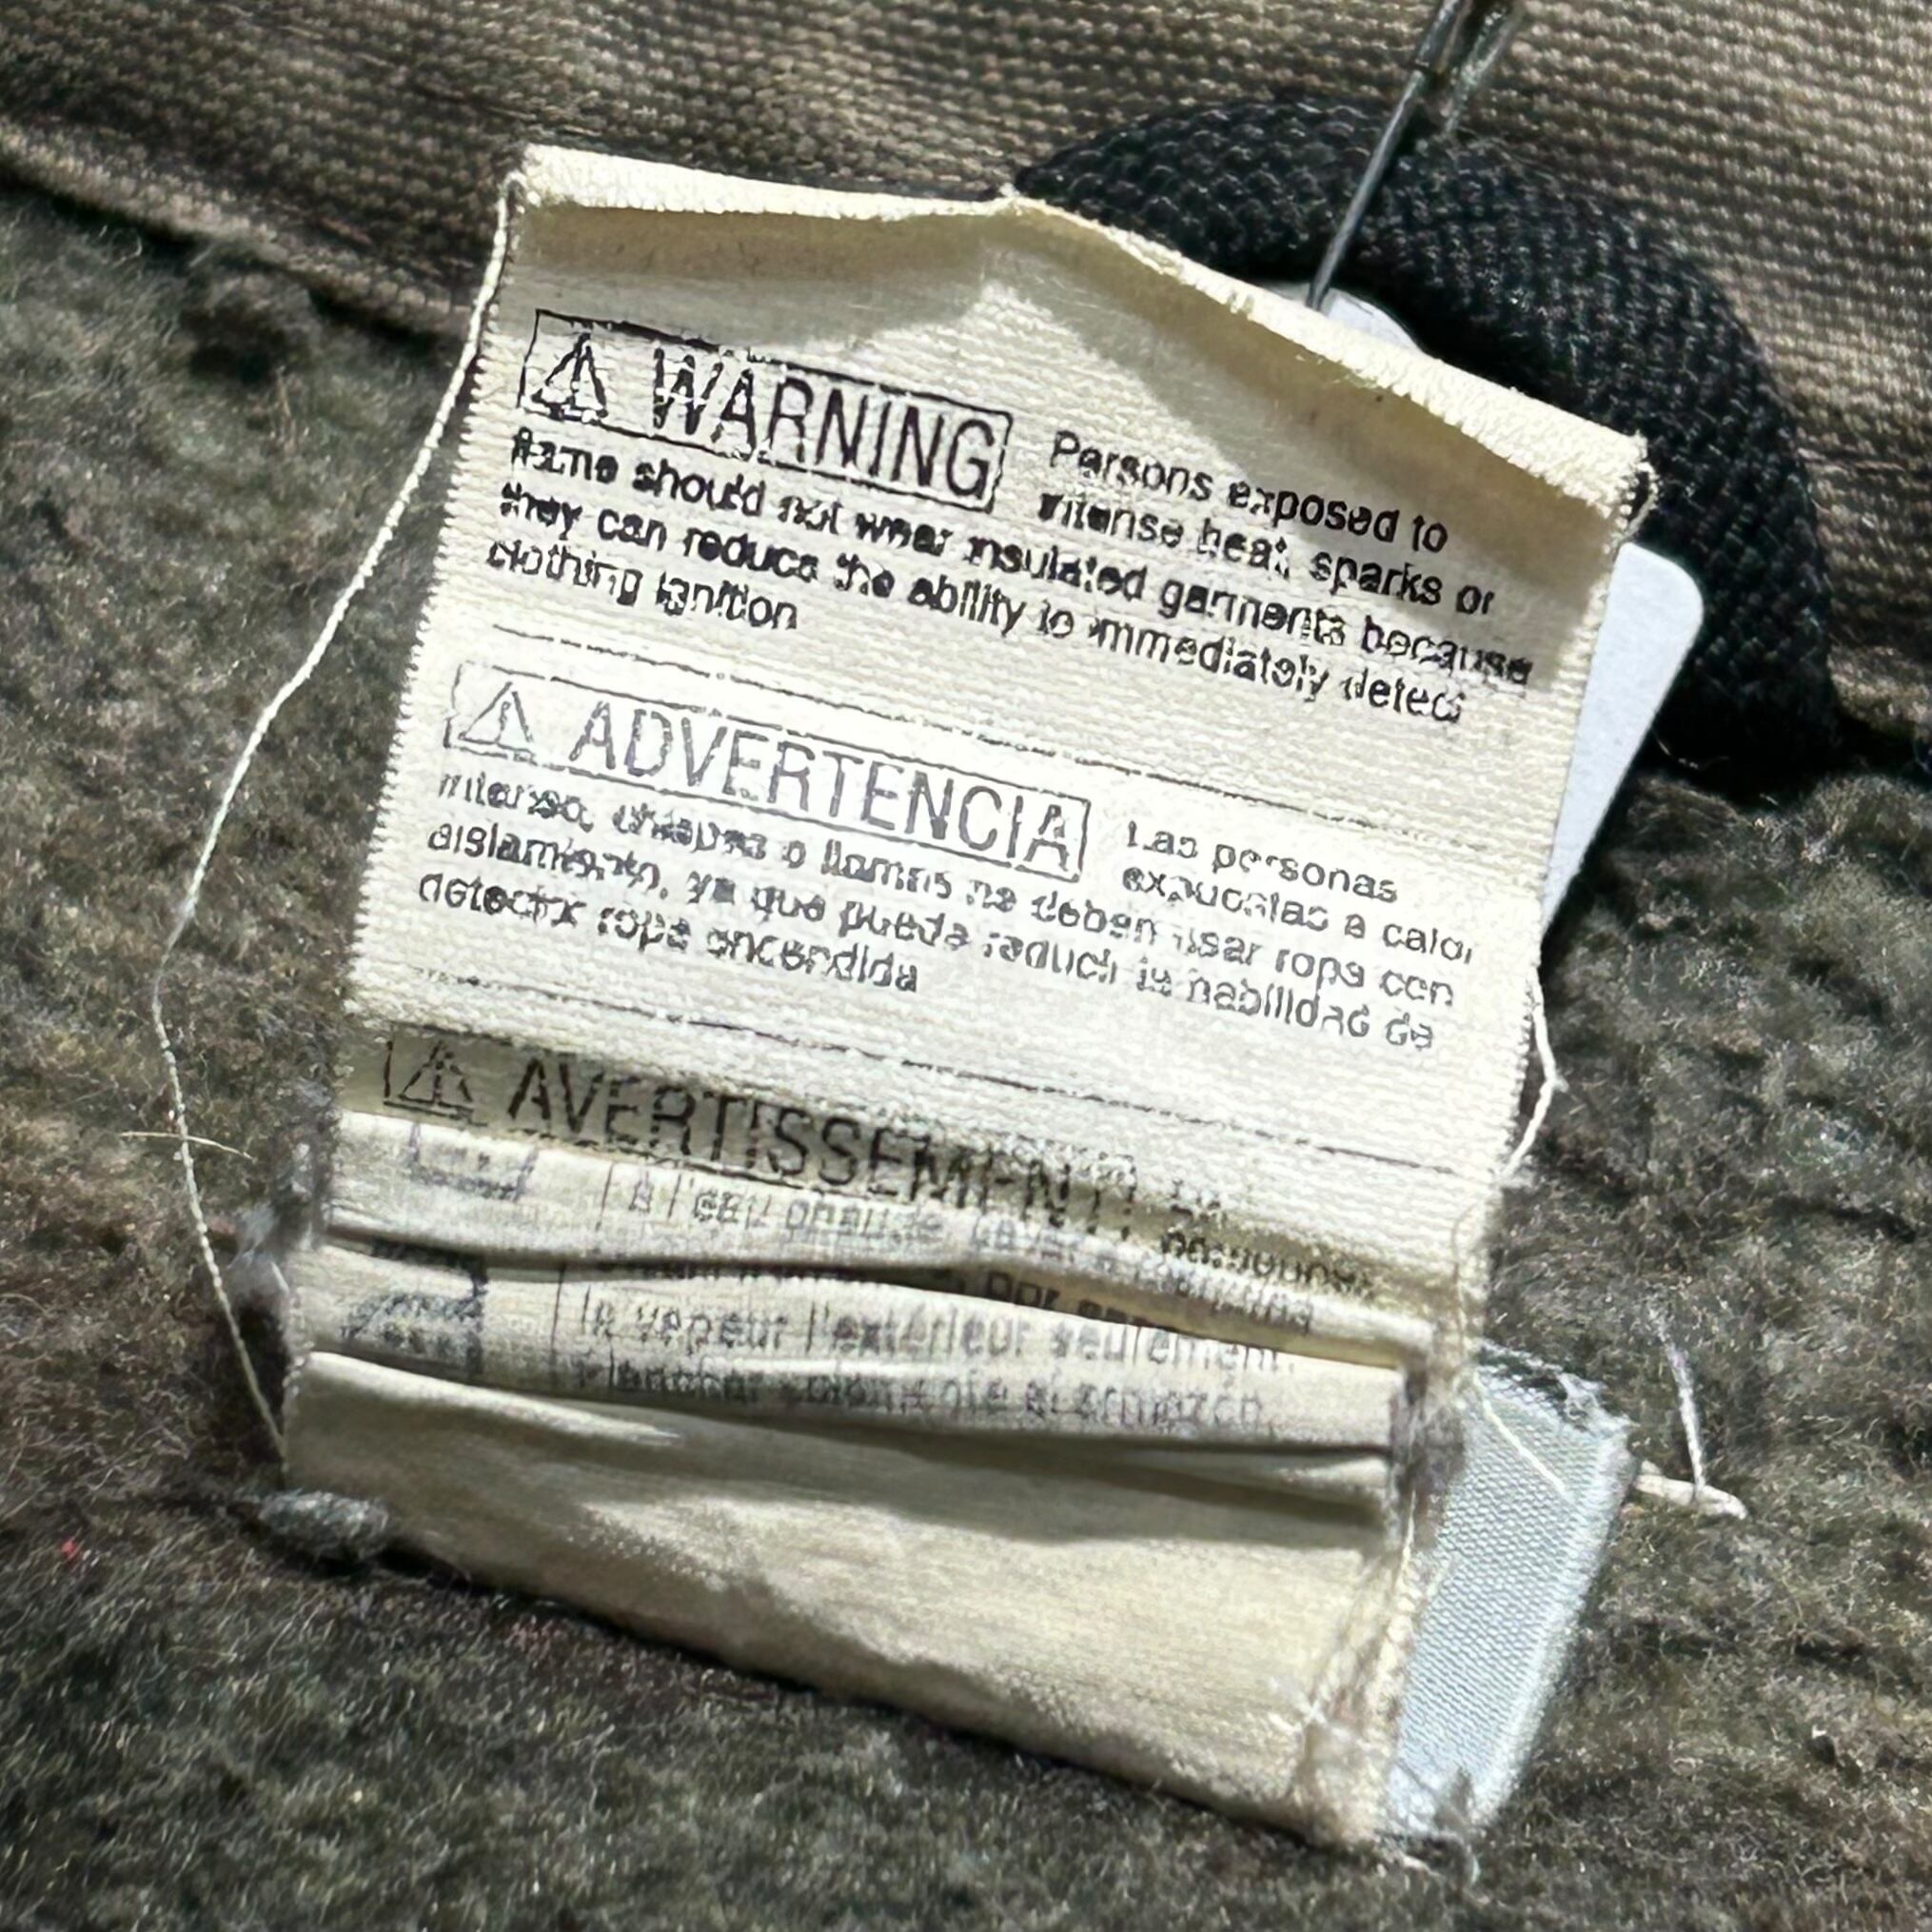 ⚠ WARNING Persons exposed to
intense heat, sparks or
flame should not wear insulated garments because
they can reduce the ability to immediately detect
clothing ignition
⚠ ADVERTENCIA Las personas
expuestas a calor
intenso, chispas o llamas no deben usar ropa con
aislamiento, ya que puede reducir la habilidad de
detectar ropa encendida
⚠ AVERTISSEMENT!
à l'eau
la vapeur l'extérieur seulement.